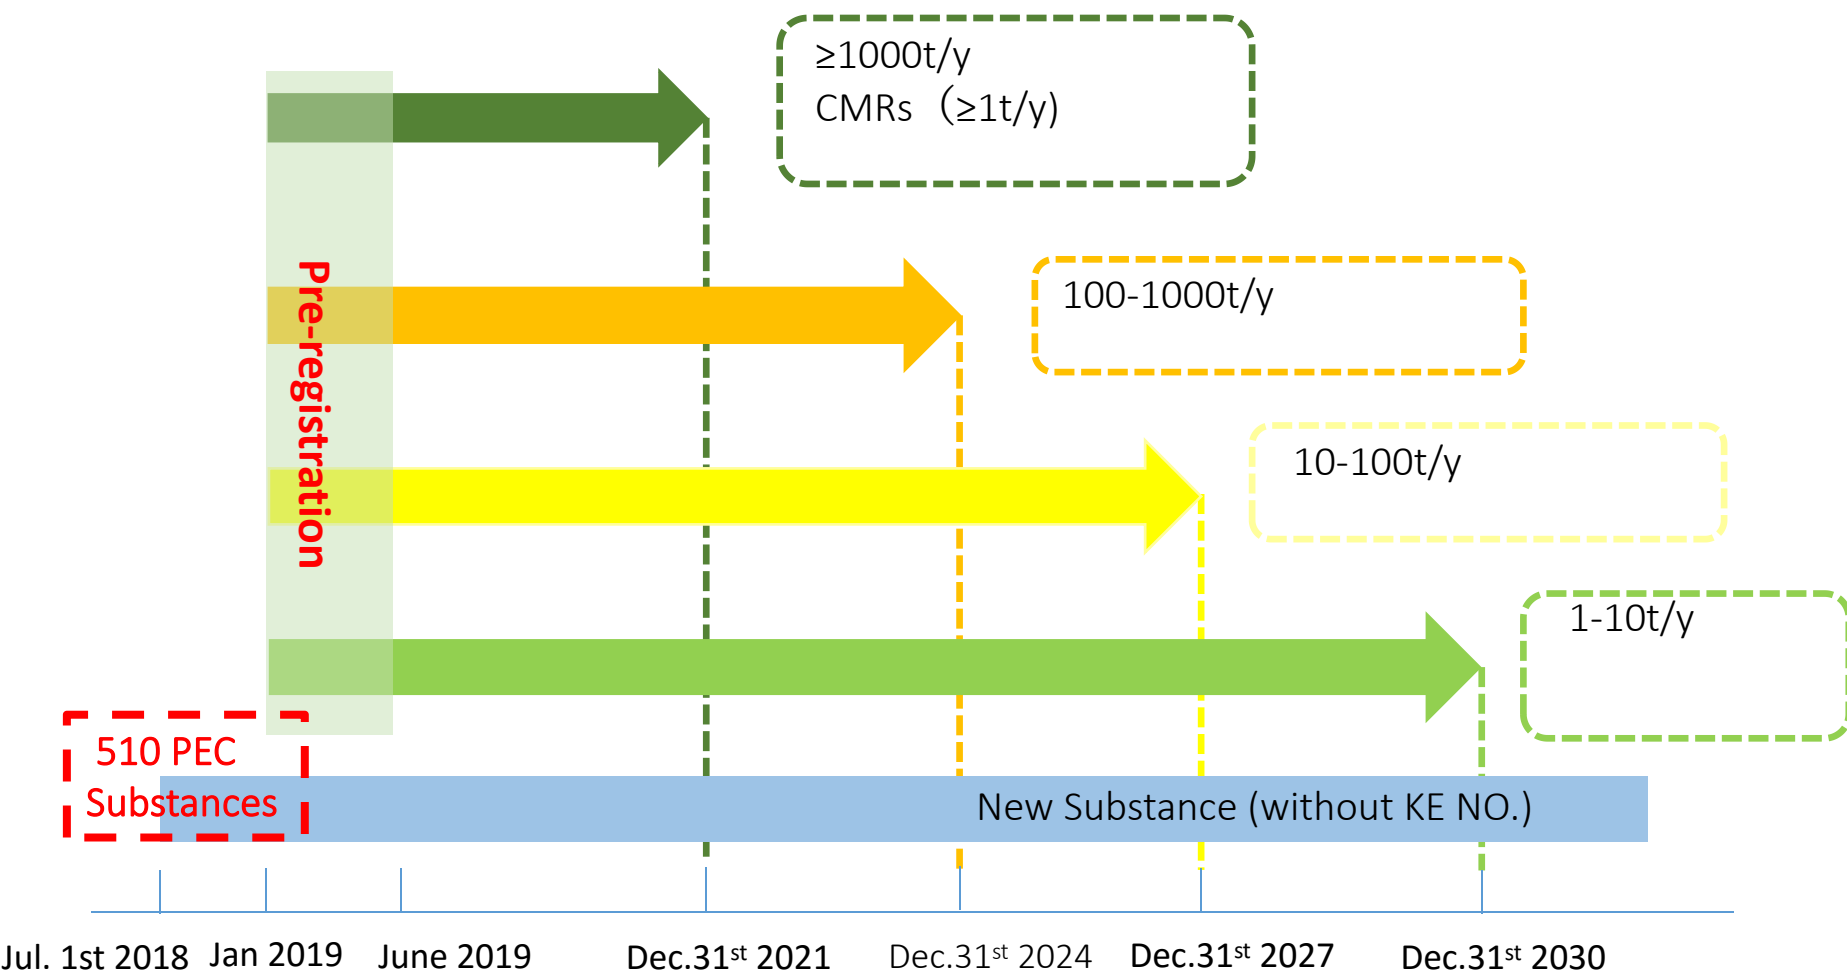 ≥1000t/y
CMRs（≥1t/y)
100-1000t/y
Pre-registration
10-100t/y
1-10t/y
510 PEC
Substances
New Substance (without KE NO.)
Jul. 1st 2018
Jan 2019
June 2019
Dec.31st 2021
Dec.31st 2024
Dec.31st 2027
Dec.31st 2030